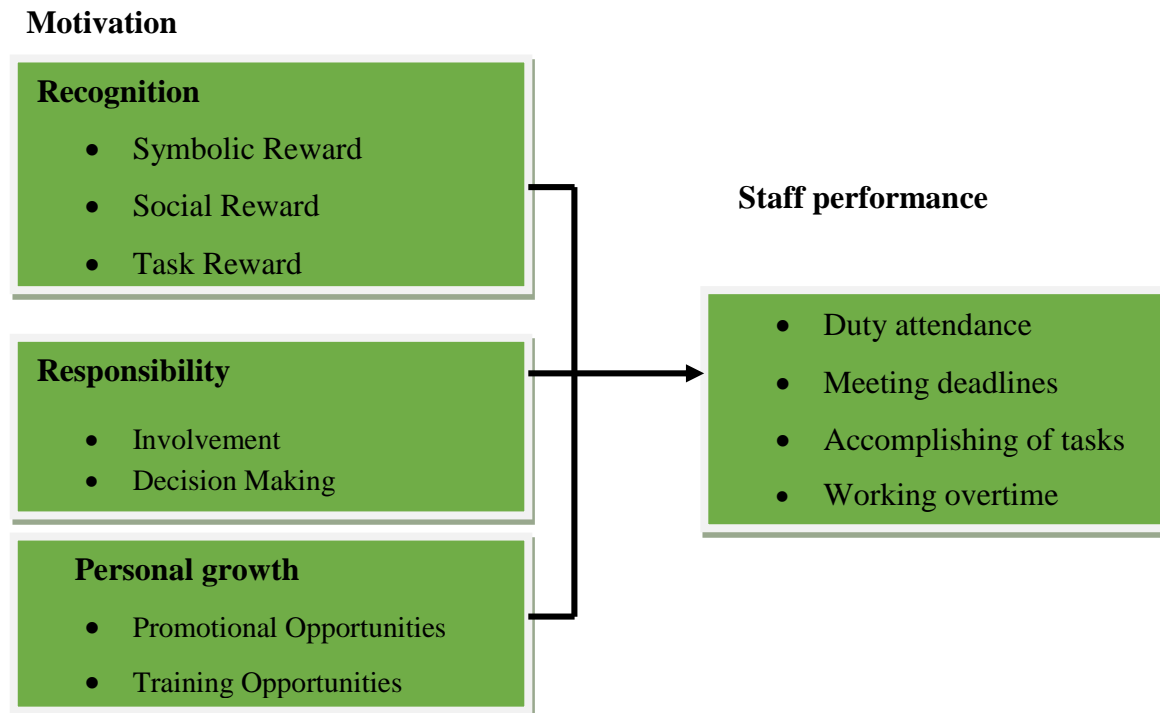 Motivation
Recognition
• Symbolic Reward
• Social Reward
• Task Reward
Responsibility
• Involvement
• Decision Making
Personal growth
• Promotional Opportunities
• Training Opportunities
Staff performance
• Duty attendance
• Meeting deadlines
• Accomplishing of tasks
• Working overtime